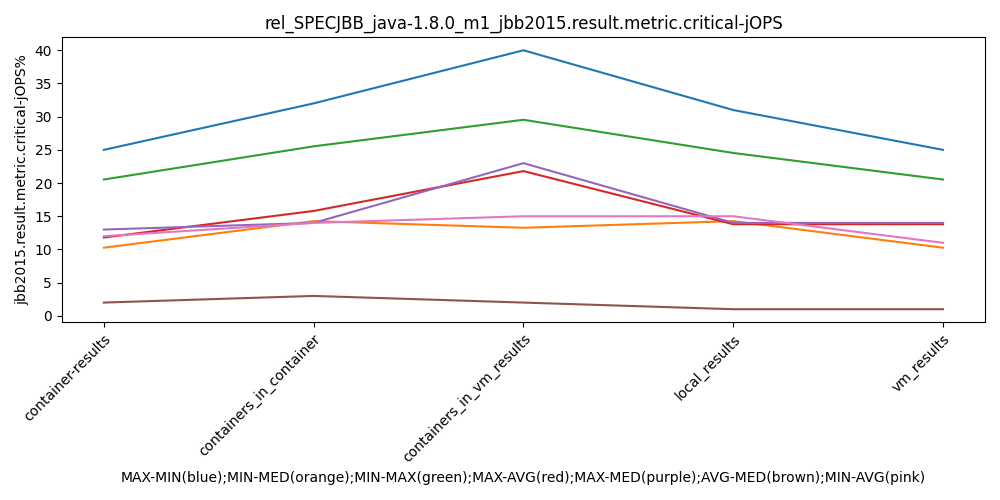 rel_SPECJBB_java-1.8.0_m1_jbb2015.result.metric.critical-jOPS
jbb2015.result.metric.critical-jOPS%
40
35
30
25
20
15
10
5
0
container-results
containers_in_container
containers_in_vm_results
local_results
vm_results
MAX-MIN(blue);MIN-MED(orange);MIN-MAX(green);MAX-AVG(red);MAX-MED(purple);AVG-MED(brown);MIN-AVG(pink)